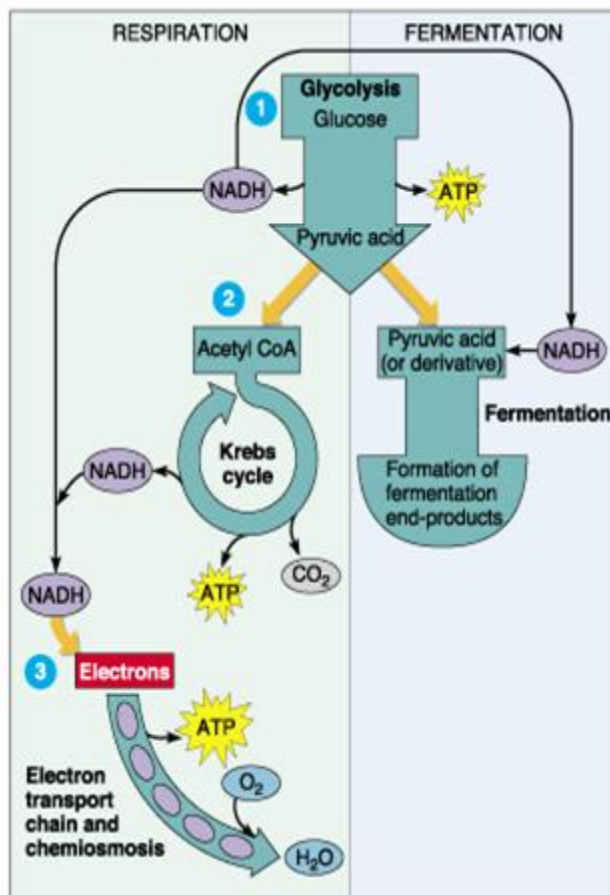 RESPIRATION
FERMENTATION
1
Glycolysis
Glucose
NADH
ATP
Pyruvic acid
2
Acetyl CoA
Pyruvic acid
(or derivative)
NADH
Fermentation
Krebs
cycle
NADH
Formation of
fermentation
end-products
ATP
CO₂
NADH
3
Electrons
ATP
Electron
transport
chain and
chemiosmosis
O₂
H₂O